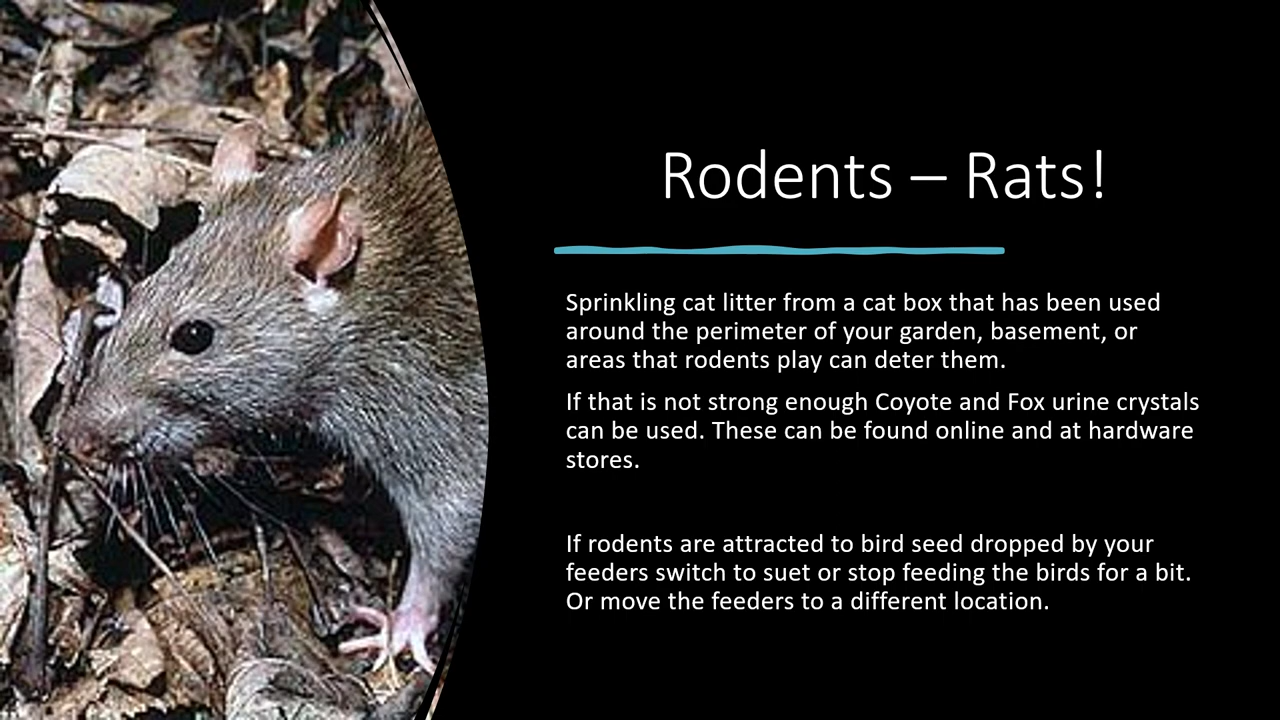 Rodents – Rats!
Sprinkling cat litter from a cat box that has been used
around the perimeter of your garden, basement, or
areas that rodents play can deter them.
If that is not strong enough Coyote and Fox urine crystals
can be used. These can be found online and at hardware
stores.
If rodents are attracted to bird seed dropped by your
feeders switch to suet or stop feeding the birds for a bit.
Or move the feeders to a different location.